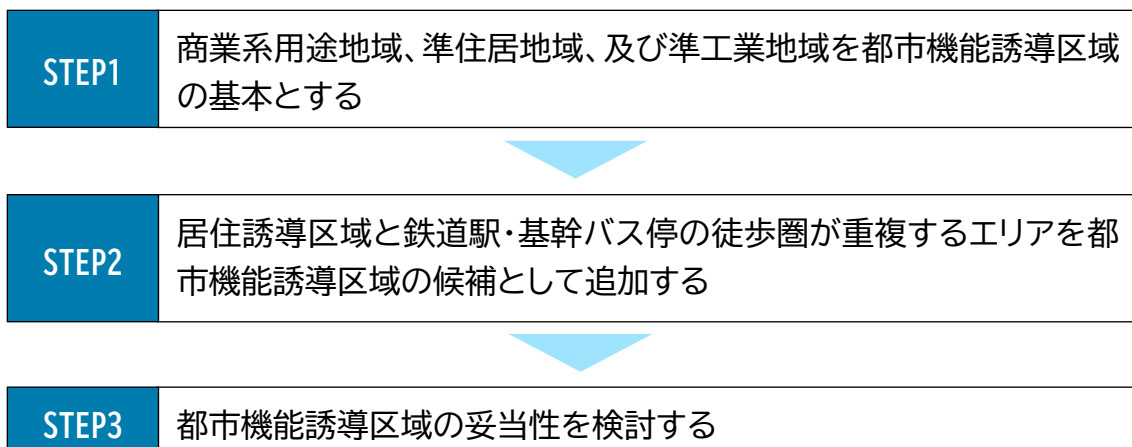 STEP1
商業系用途地域、準住居地域、及び準工業地域を都市機能誘導区域
の基本とする
STEP2
居住誘導区域と鉄道駅・基幹バス停の徒歩圏が重複するエリアを都
市機能誘導区域の候補として追加する
STEP3
都市機能誘導区域の妥当性を検討する